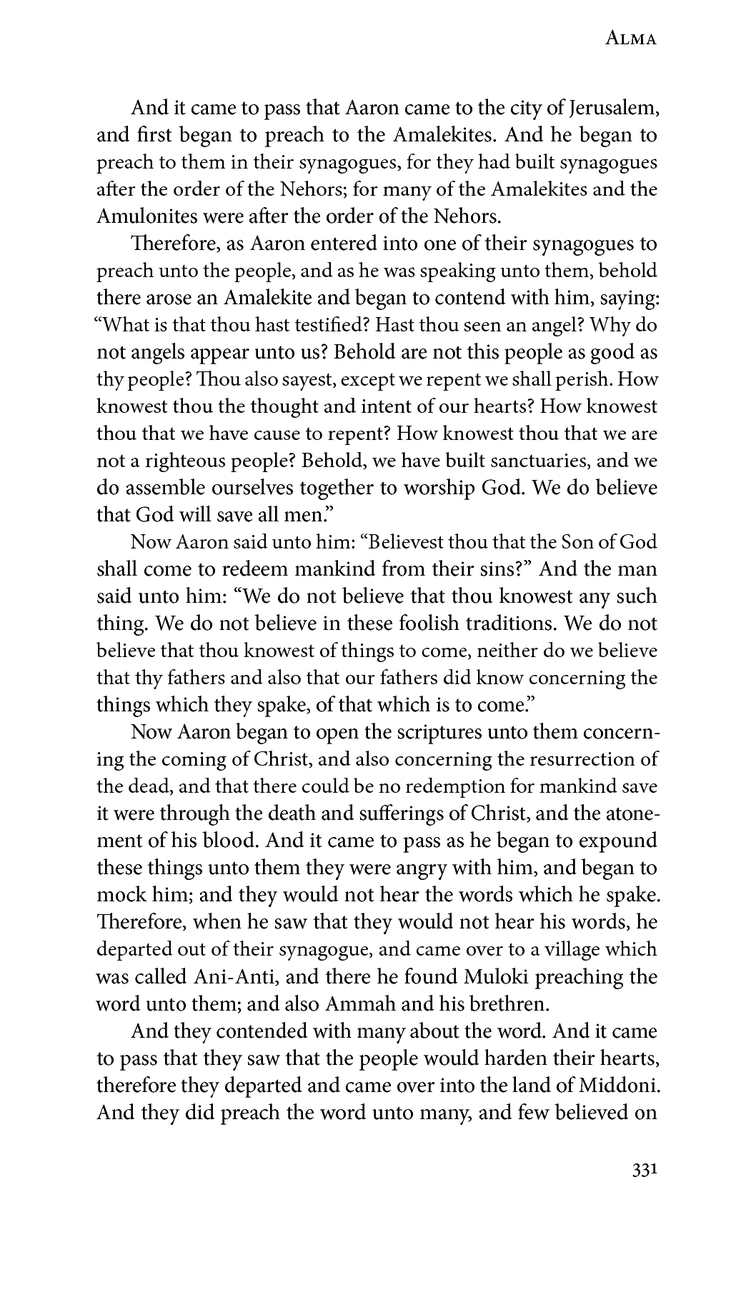 Alma
And it came to pass that Aaron came to the city of Jerusalem,
and first began to preach to the Amalekites. And he began to
preach to them in their synagogues, for they had built synagogues
after the order of the Nehors; for many of the Amalekites and the
Amulonites were after the order of the Nehors.
Therefore, as Aaron entered into one of their synagogues to
preach unto the people, and as he was speaking unto them, behold
there arose an Amalekite and began to contend with him, saying:
“What is that thou hast testified? Hast thou seen an angel? Why do
not angels appear unto us? Behold are not this people as good as
thy people? Thou also sayest, except we repent we shall perish. How
knowest thou the thought and intent of our hearts? How knowest
thou that we have cause to repent? How knowest thou that we are
not a righteous people? Behold, we have built sanctuaries, and we
do assemble ourselves together to worship God. We do believe
that God will save all men.”
Now Aaron said unto him: “Believest thou that the Son of God
shall come to redeem mankind from their sins?” And the man
said unto him: “We do not believe that thou knowest any such
thing. We do not believe in these foolish traditions. We do not
believe that thou knowest of things to come, neither do we believe
that thy fathers and also that our fathers did know concerning the
things which they spake, of that which is to come.”
Now Aaron began to open the scriptures unto them concern-
ing the coming of Christ, and also concerning the resurrection of
the dead, and that there could be no redemption for mankind save
it were through the death and sufferings of Christ, and the atone-
ment of his blood. And it came to pass as he began to expound
these things unto them they were angry with him, and began to
mock him; and they would not hear the words which he spake.
Therefore, when he saw that they would not hear his words, he
departed out of their synagogue, and came over to a village which
was called Ani-Anti, and there he found Muloki preaching the
word unto them; and also Ammah and his brethren.
And they contended with many about the word. And it came
to pass that they saw that the people would harden their hearts,
therefore they departed and came over into the land of Middoni.
And they did preach the word unto many, and few believed on
331